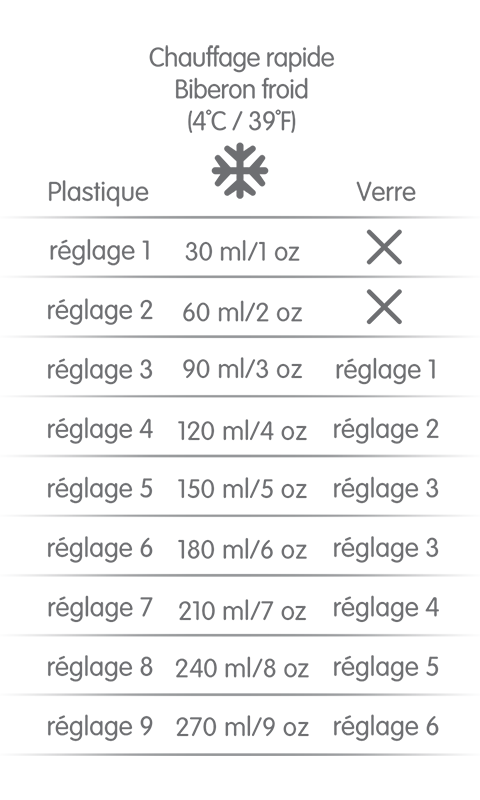 Chauffage rapide
Biberon froid
(4°C / 39°F)
Plastique Verre
réglage 1 30 ml/1 oz
réglage 2 60 ml/2 oz
réglage 3 90 ml/3 oz réglage 1
réglage 4 120 ml/4 oz réglage 2
réglage 5 150 ml/5 oz réglage 3
réglage 6 180 ml/6 oz réglage 3
réglage 7 210 ml/7 oz réglage 4
réglage 8 240 ml/8 oz réglage 5
réglage 9 270 ml/9 oz réglage 6